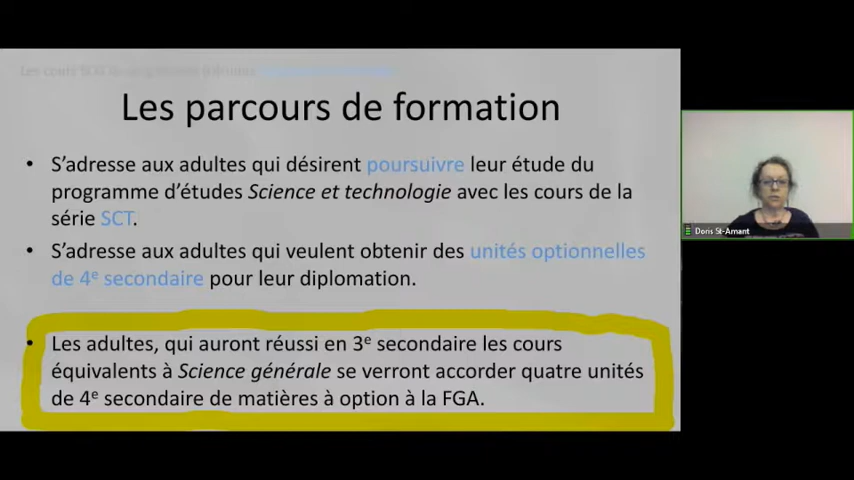 Les parcours de formation
• S'adresse aux adultes qui désirent poursuivre leur étude du
programme d'études Science et technologie avec les cours de la
série SCT.
• S'adresse aux adultes qui veulent obtenir des unités optionnelles
de 4e secondaire pour leur diplomation.
• Les adultes, qui auront réussi en 3e secondaire les cours
équivalents à Science générale se verront accorder quatre unités
de 4e secondaire de matières à option à la FGA.
Doris St-Amant